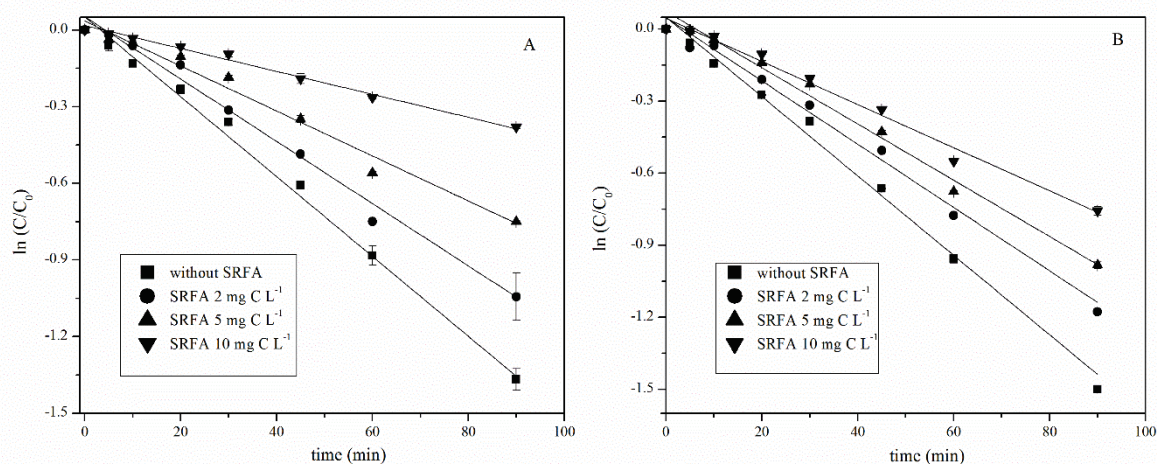 A
0.0
-0.3
-0.6
-0.9
-1.2
-1.5
ln (C/C₀)
without SRFA
SRFA 2 mg C L⁻¹
SRFA 5 mg C L⁻¹
SRFA 10 mg C L⁻¹
0 20 40 60 80 100
time (min)
B
0.0
-0.3
-0.6
-0.9
-1.2
-1.5
ln (C/C₀)
without SRFA
SRFA 2 mg C L⁻¹
SRFA 5 mg C L⁻¹
SRFA 10 mg C L⁻¹
0 20 40 60 80 100
time (min)